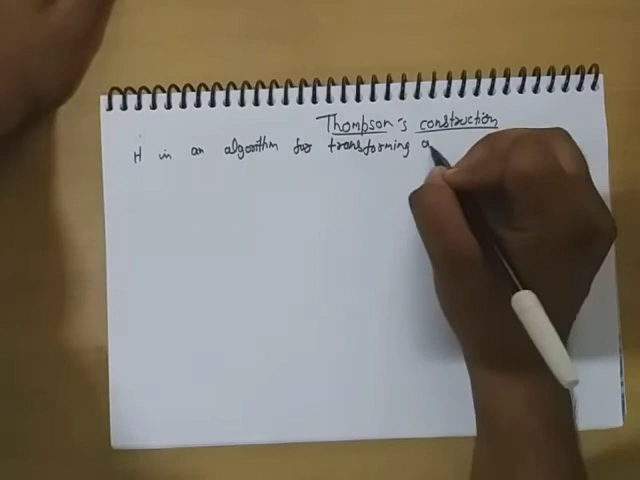 Thompson's construction
It is an algorithm for transforming a